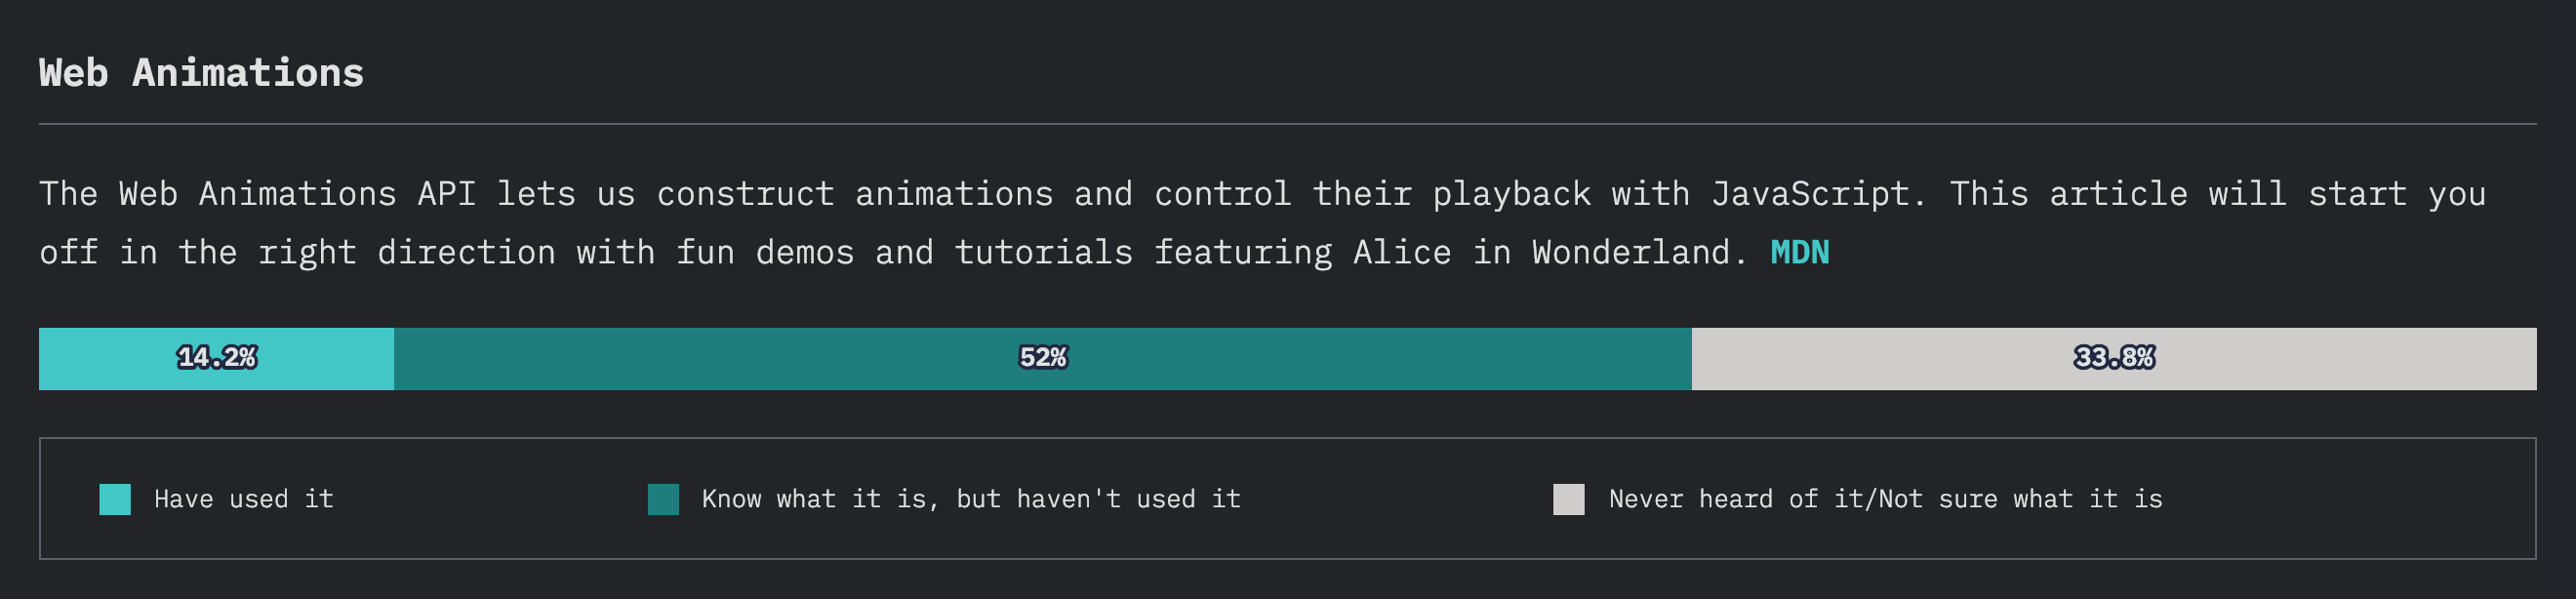 Web Animations
The Web Animations API lets us construct animations and control their playback with JavaScript. This article will start you
off in the right direction with fun demos and tutorials featuring Alice in Wonderland. MDN
14.2% 52% 33.8%
Have used it Know what it is, but haven't used it Never heard of it/Not sure what it is